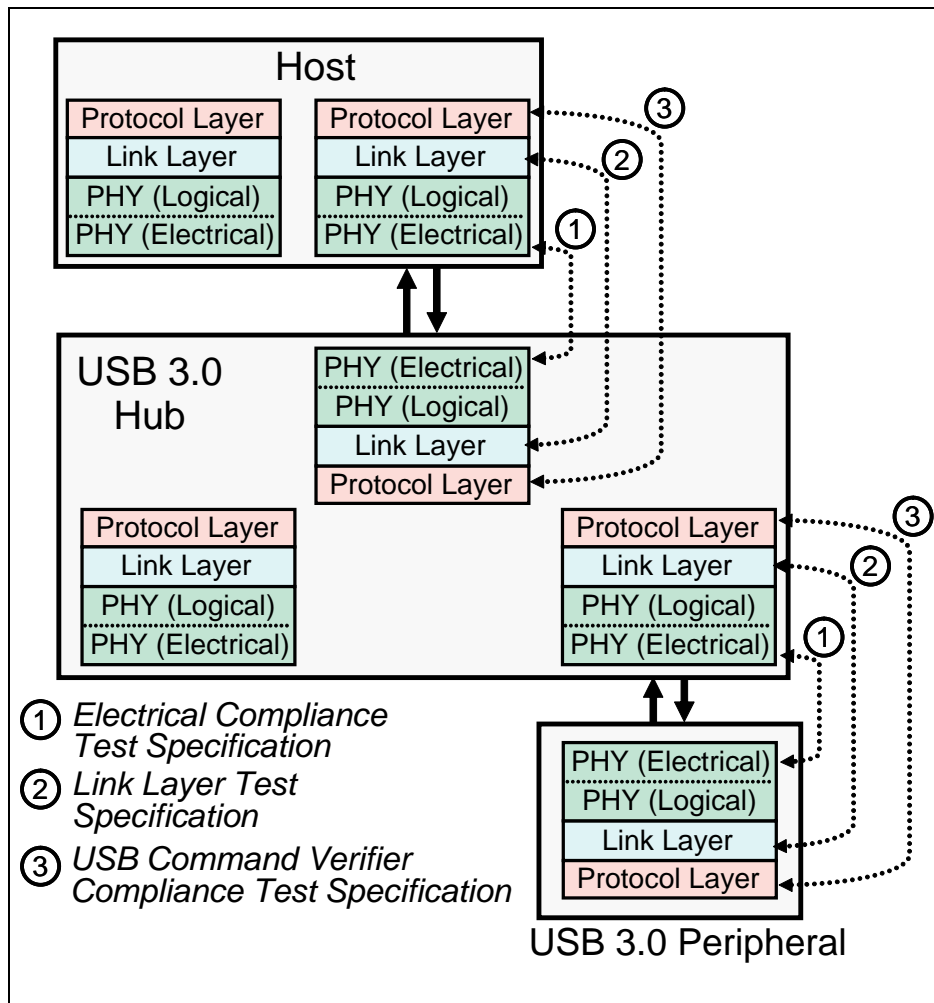 Host
Protocol Layer
Link Layer
PHY (Logical)
PHY (Electrical)
Protocol Layer
Link Layer
PHY (Logical)
PHY (Electrical)
3
2
1
USB 3.0
Hub
PHY (Electrical)
PHY (Logical)
Link Layer
Protocol Layer
Protocol Layer
Link Layer
PHY (Logical)
PHY (Electrical)
Protocol Layer
Link Layer
PHY (Logical)
PHY (Electrical)
3
2
1
1 Electrical Compliance
Test Specification
2 Link Layer Test
Specification
3 USB Command Verifier
Compliance Test Specification
PHY (Electrical)
PHY (Logical)
Link Layer
Protocol Layer
USB 3.0 Peripheral